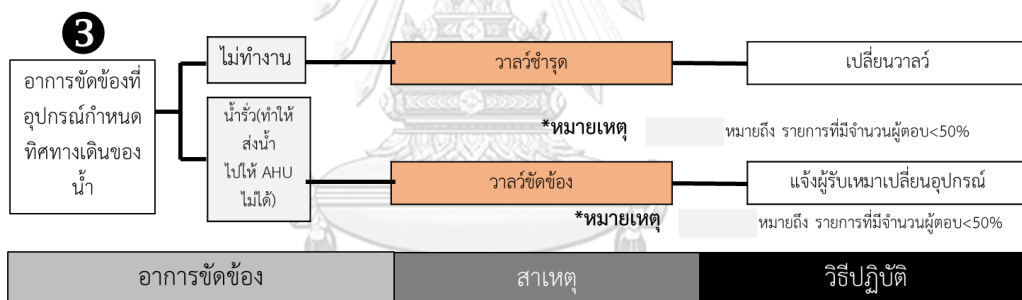 3
อาการขัดข้องที่
อุปกรณ์กำหนด
ทิศทางเดินของ
น้ำ
ไม่ทำงาน
วาลว์ชำรุด
เปลี่ยนวาลว์
*หมายเหตุ หมายถึง รายการที่มีจำนวนผู้ตอบ<50%
น้ำรั่ว(ทำให้
ส่งน้ำ
ไปให้ AHU
ไม่ได้)
วาลว์ขัดข้อง
แจ้งผู้รับเหมาเปลี่ยนอุปกรณ์
*หมายเหตุ หมายถึง รายการที่มีจำนวนผู้ตอบ<50%
อาการขัดข้อง สาเหตุ วิธีปฏิบัติ